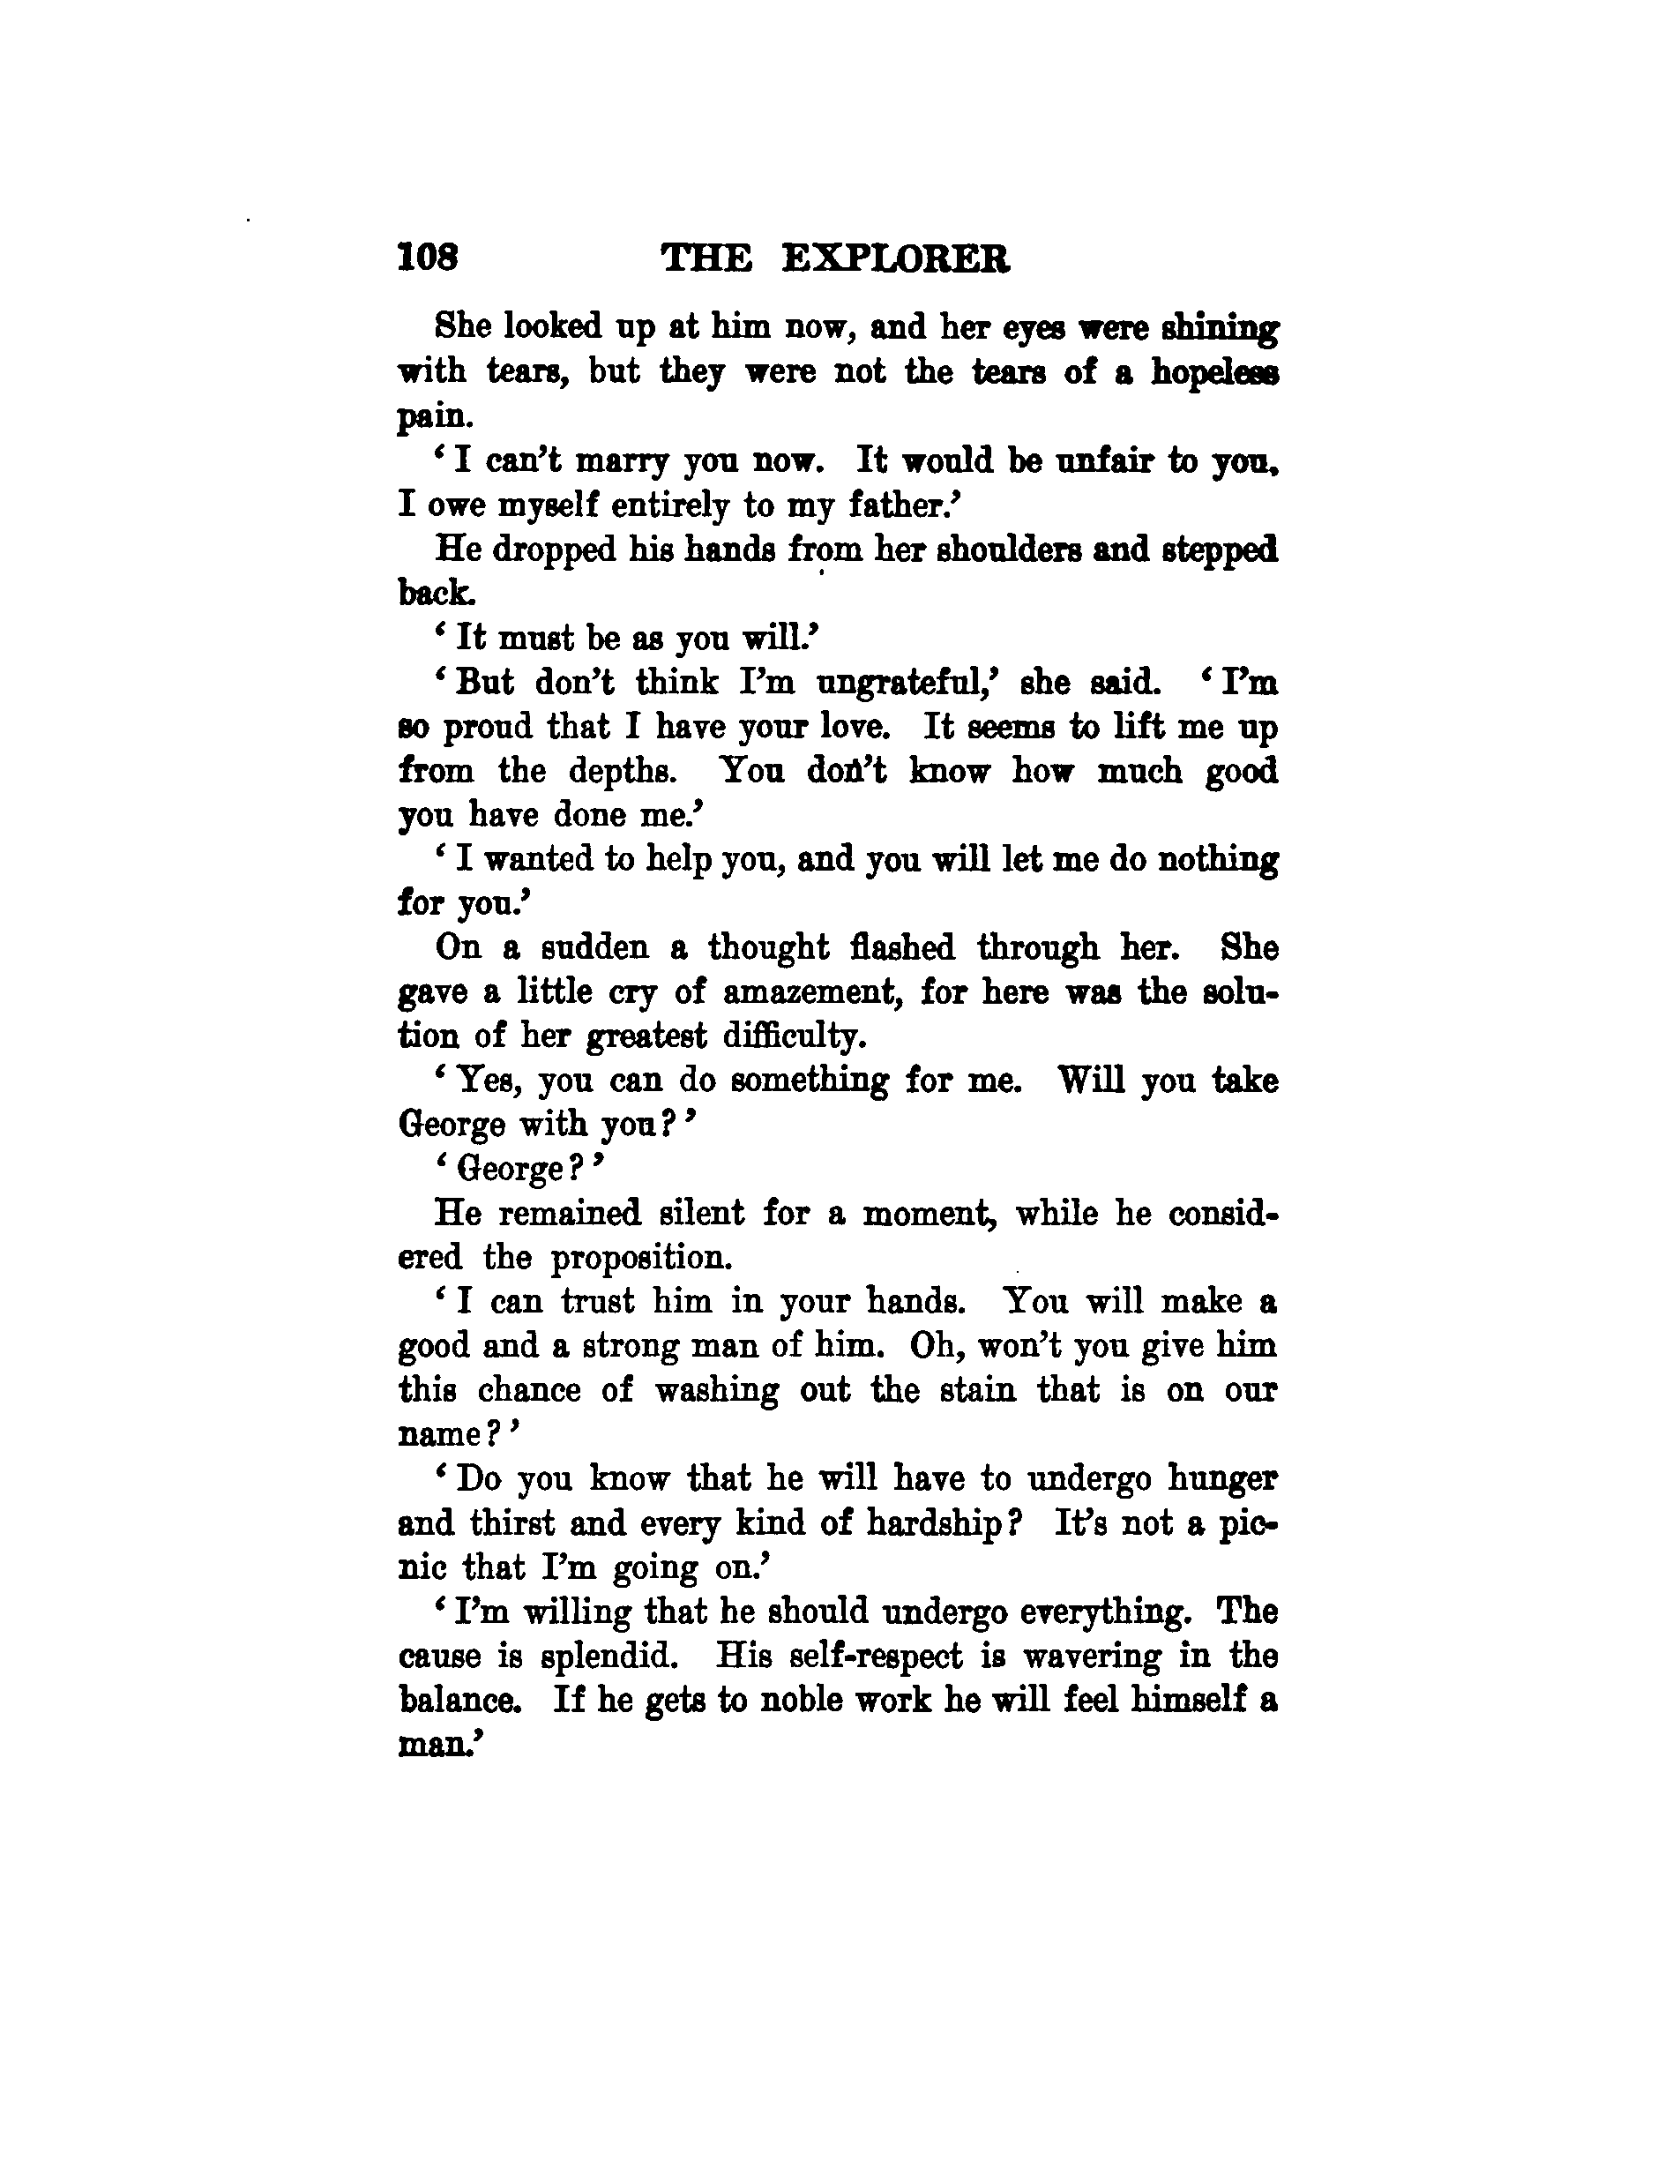 108 THE EXPLORER
She looked up at him now, and her eyes were shining
with tears, but they were not the tears of a hopeless
pain.
‘ I can’t marry you now. It would be unfair to you.
I owe myself entirely to my father.’
He dropped his hands from her shoulders and stepped
back.
‘ It must be as you will.’
‘ But don’t think I’m ungrateful,’ she said. ‘ I’m
so proud that I have your love. It seems to lift me up
from the depths. You don’t know how much good
you have done me.’
‘ I wanted to help you, and you will let me do nothing
for you.’
On a sudden a thought flashed through her. She
gave a little cry of amazement, for here was the solu-
tion of her greatest difficulty.
‘ Yes, you can do something for me. Will you take
George with you? ’
‘ George? ’
He remained silent for a moment, while he consid-
ered the proposition.
‘ I can trust him in your hands. You will make a
good and a strong man of him. Oh, won’t you give him
this chance of washing out the stain that is on our
name? ’
‘ Do you know that he will have to undergo hunger
and thirst and every kind of hardship? It’s not a pic-
nic that I’m going on.’
‘ I’m willing that he should undergo everything. The
cause is splendid. His self-respect is wavering in the
balance. If he gets to noble work he will feel himself a
man.’